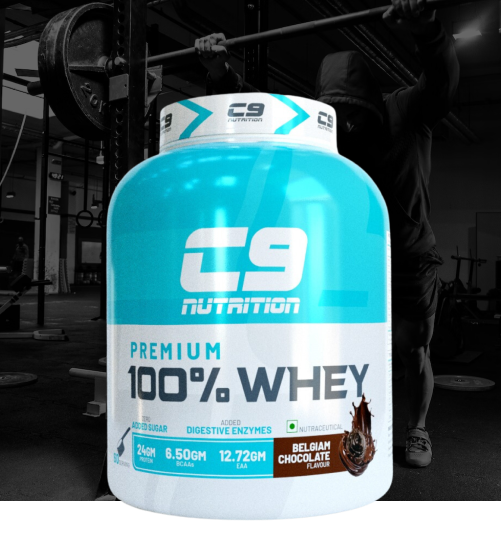 C9
NUTRITION
C9
C9
NUTRITION
C9
NUTRITION
PREMIUM
100% WHEY
ADDED SUGAR
ADDED
DIGESTIVE ENZYMES
NUTRACEUTICAL
24GM
PROTEIN
6.50GM
BCAAs
12.72GM
EAA
BELGIAN
CHOCOLATE
FLAVOUR